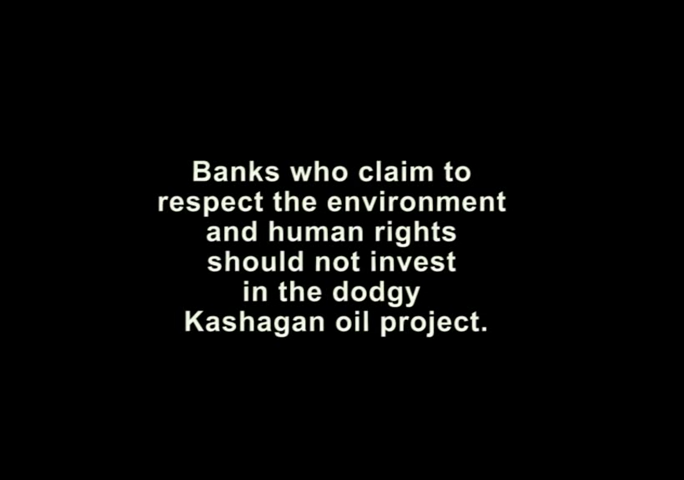 Banks who claim to
respect the environment
and human rights
should not invest
in the dodgy
Kashagan oil project.